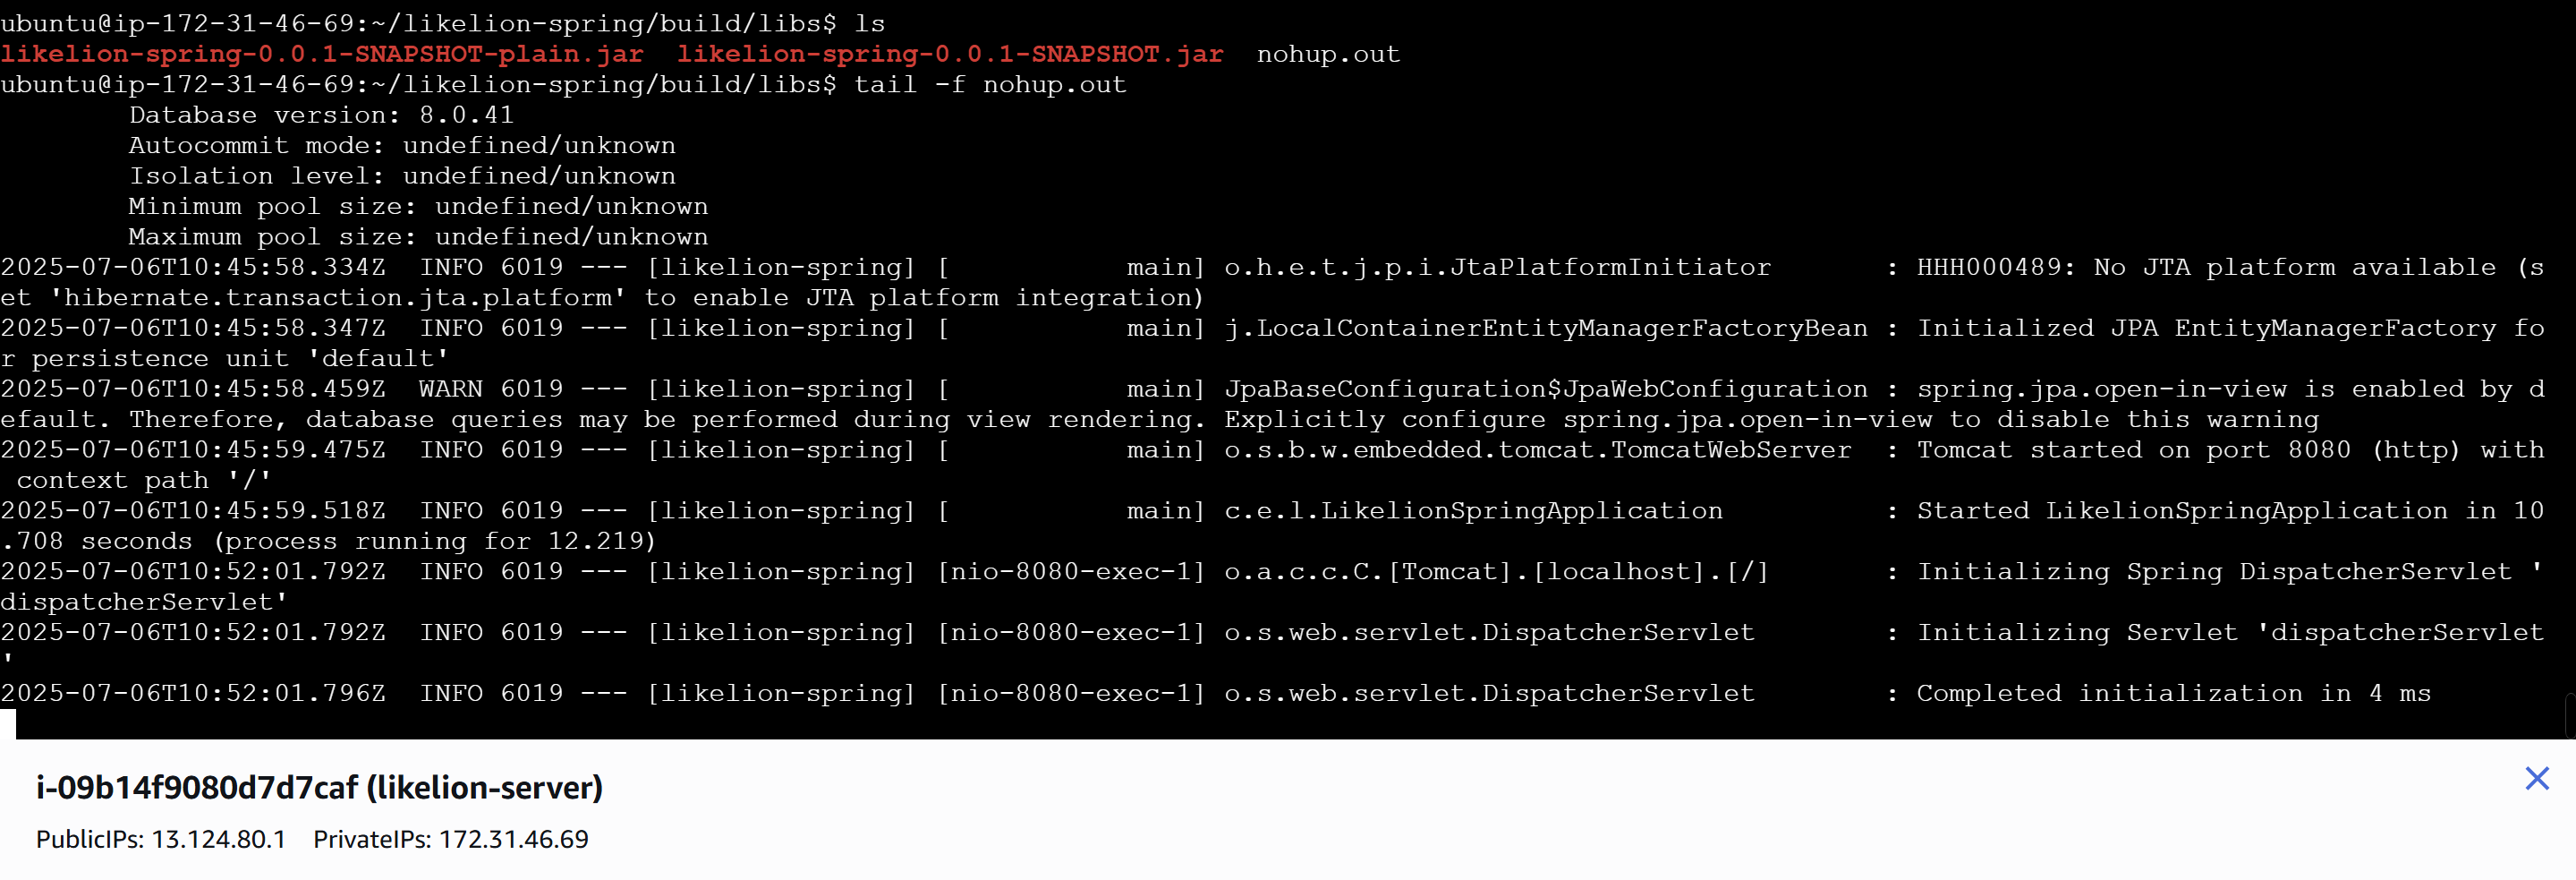 ubuntu@ip-172-31-46-69:~/likelion-spring/build/libs$ ls
likelion-spring-0.0.1-SNAPSHOT-plain.jar  likelion-spring-0.0.1-SNAPSHOT.jar  nohup.out
ubuntu@ip-172-31-46-69:~/likelion-spring/build/libs$ tail -f nohup.out
        Database version: 8.0.41
        Autocommit mode: undefined/unknown
        Isolation level: undefined/unknown
        Minimum pool size: undefined/unknown
        Maximum pool size: undefined/unknown
2025-07-06T10:45:58.334Z  INFO 6019 --- [likelion-spring] [           main] o.h.e.t.j.p.i.JtaPlatformInitiator       : HHH000489: No JTA platform available (s
et 'hibernate.transaction.jta.platform' to enable JTA platform integration)
2025-07-06T10:45:58.347Z  INFO 6019 --- [likelion-spring] [           main] j.LocalContainerEntityManagerFactoryBean : Initialized JPA EntityManagerFactory fo
r persistence unit 'default'
2025-07-06T10:45:58.459Z  WARN 6019 --- [likelion-spring] [           main] JpaBaseConfiguration$JpaWebConfiguration : spring.jpa.open-in-view is enabled by d
efault. Therefore, database queries may be performed during view rendering. Explicitly configure spring.jpa.open-in-view to disable this warning
2025-07-06T10:45:59.475Z  INFO 6019 --- [likelion-spring] [           main] o.s.b.w.embedded.tomcat.TomcatWebServer  : Tomcat started on port 8080 (http) with
 context path '/'
2025-07-06T10:45:59.518Z  INFO 6019 --- [likelion-spring] [           main] c.e.l.LikelionSpringApplication          : Started LikelionSpringApplication in 10
.708 seconds (process running for 12.219)
2025-07-06T10:52:01.792Z  INFO 6019 --- [likelion-spring] [nio-8080-exec-1] o.a.c.c.C.[Tomcat].[localhost].[/]       : Initializing Spring DispatcherServlet '
dispatcherServlet'
2025-07-06T10:52:01.792Z  INFO 6019 --- [likelion-spring] [nio-8080-exec-1] o.s.web.servlet.DispatcherServlet        : Initializing Servlet 'dispatcherServlet
'
2025-07-06T10:52:01.796Z  INFO 6019 --- [likelion-spring] [nio-8080-exec-1] o.s.web.servlet.DispatcherServlet        : Completed initialization in 4 ms
i-09b14f9080d7d7caf (likelion-server)
PublicIPs: 13.124.80.1    PrivateIPs: 172.31.46.69